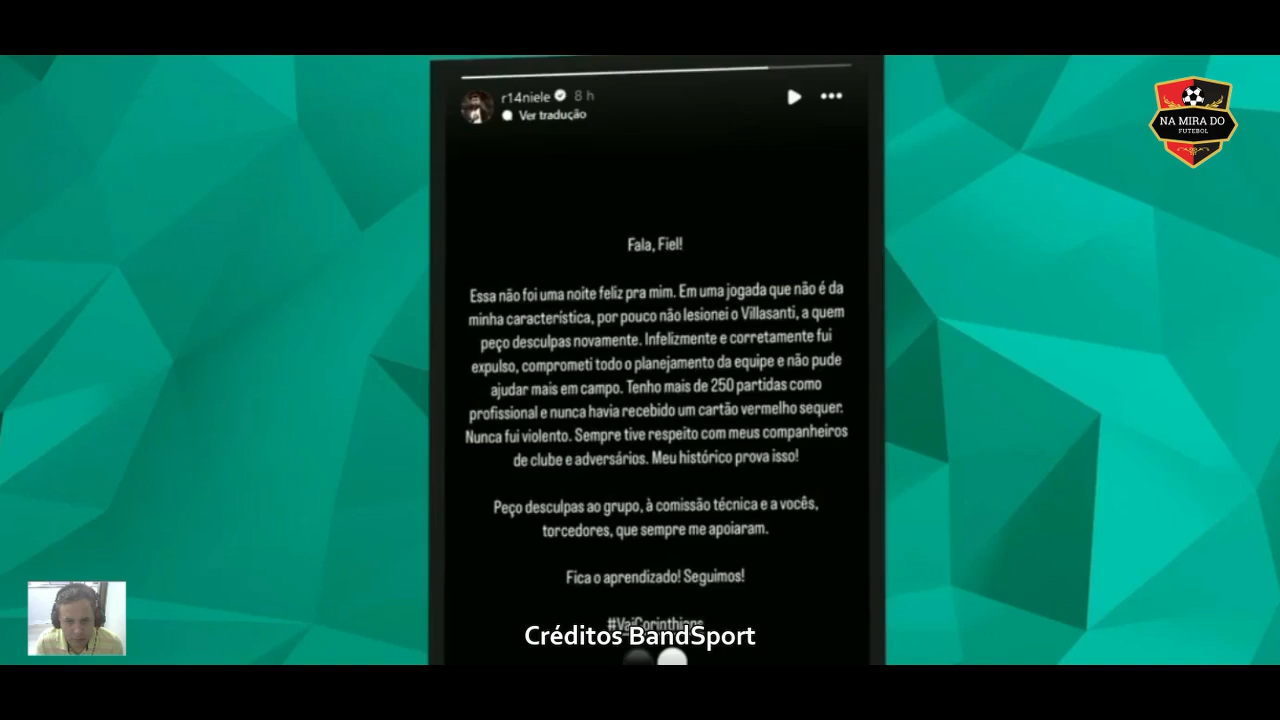 r14niele 8 h
Ver tradução
NA MIRA DO
FUTEBOL
Fala, Fiel!
Essa não foi uma noite feliz pra mim. Em uma jogada que não é da
minha característica, por pouco não lesionei o Villasanti, a quem
peço desculpas novamente. Infelizmente e corretamente fui
expulso, comprometi todo o planejamento da equipe e não pude
ajudar mais em campo. Tenho mais de 250 partidas como
profissional e nunca havia recebido um cartão vermelho sequer.
Nunca fui violento. Sempre tive respeito com meus companheiros
de clube e adversários. Meu histórico prova isso!
Peço desculpas ao grupo, à comissão técnica e a vocês,
torcedores, que sempre me apoiaram.
Fica o aprendizado! Seguimos!
#VaiCorinthians
Créditos BandSport